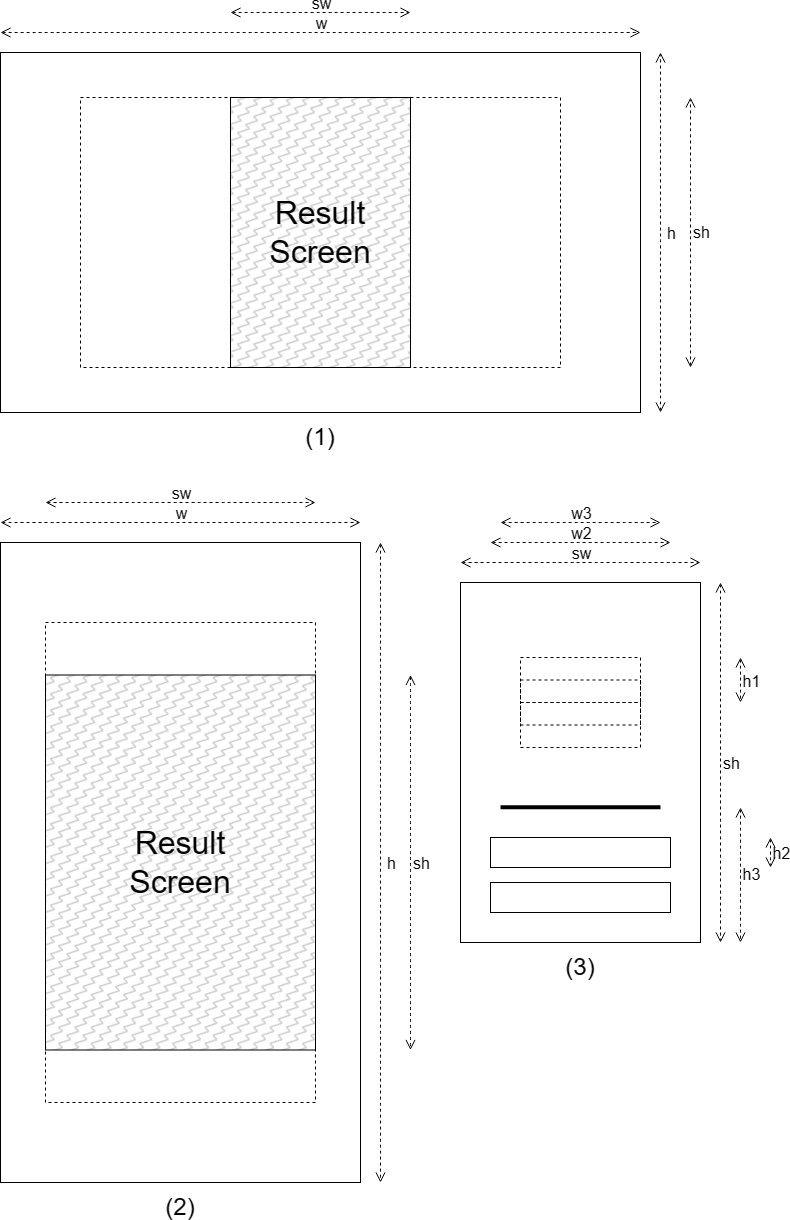 sw
w
Result
Screen
h
sh
(1)
sw
w
w3
w2
sw
h1
sh
Result
Screen
h
sh
h2
h3
(3)
(2)